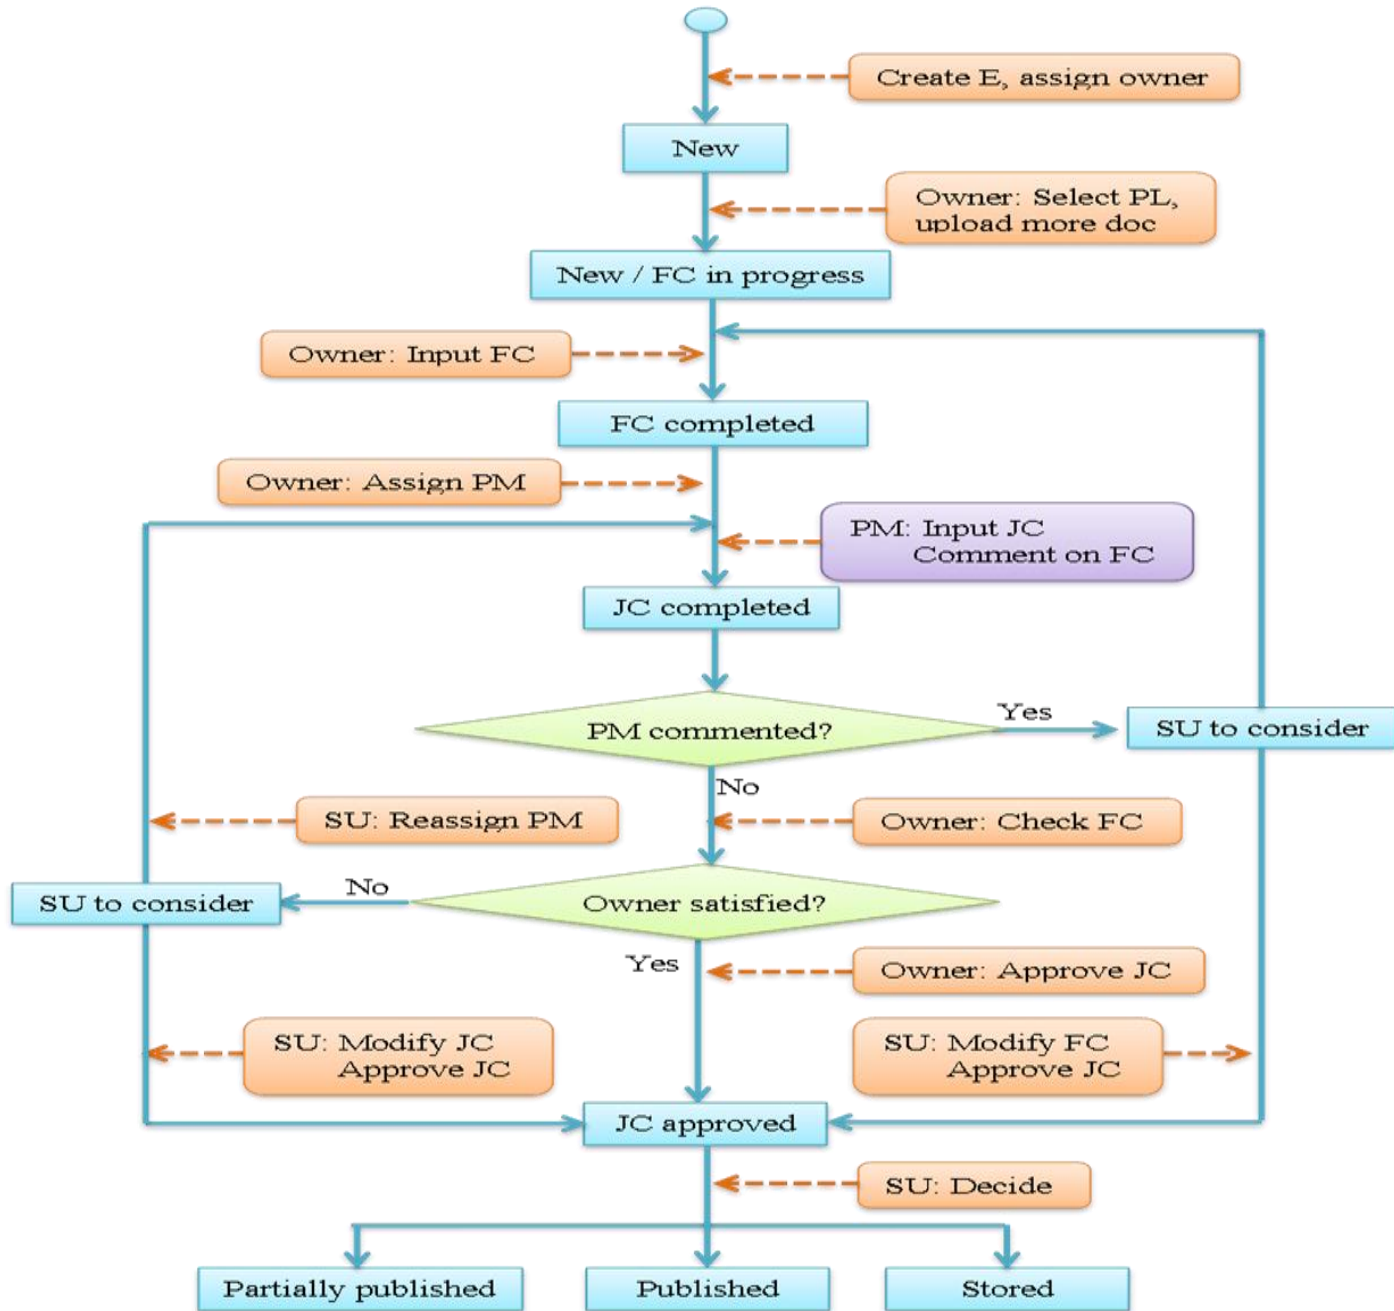 Create E, assign owner
New
Owner: Select PL,
upload more doc
New / FC in progress
Owner: Input FC
FC completed
Owner: Assign PM
PM: Input JC
Comment on FC
JC completed
PM commented?
Yes
SU to consider
No
SU: Reassign PM
Owner: Check FC
SU to consider
No
Owner satisfied?
Yes
Owner: Approve JC
SU: Modify JC
Approve JC
SU: Modify FC
Approve JC
JC approved
SU: Decide
Partially published
Published
Stored